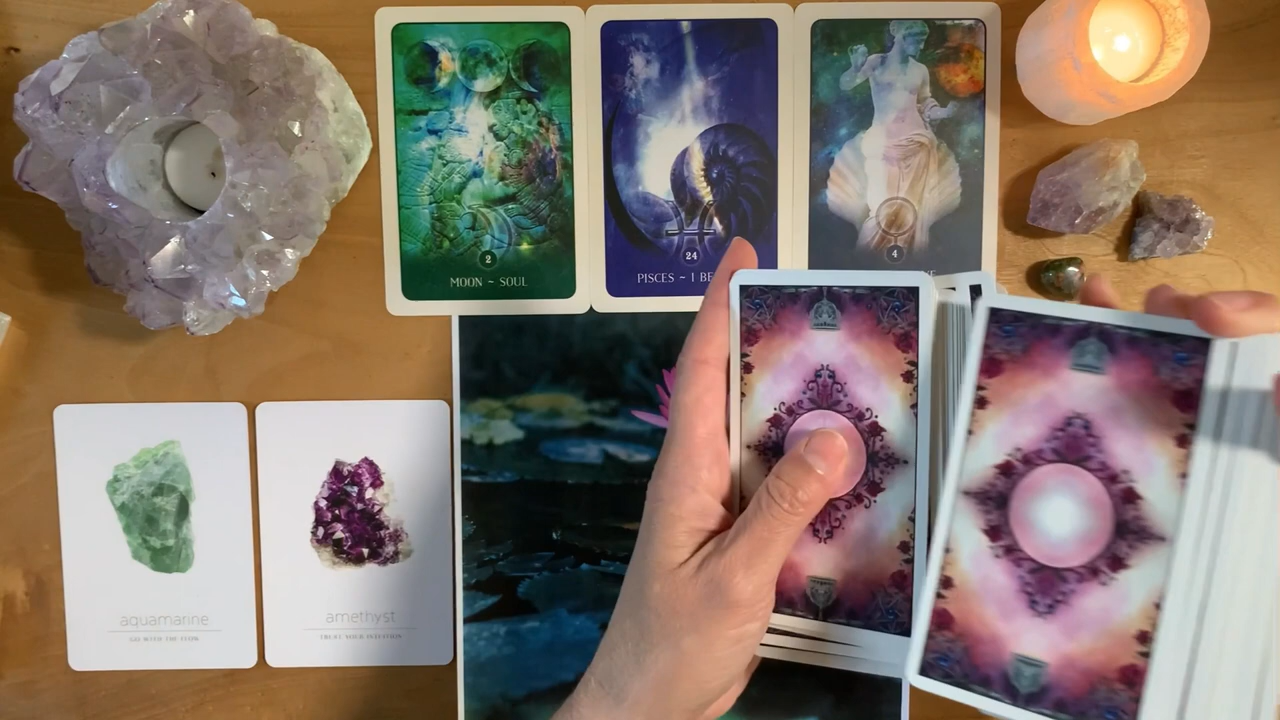 2
MOON ~ SOUL
24
PISCES ~ I BE
4
aquamarine
GO WITH THE FLOW
amethyst
TRUST YOUR INTUITION